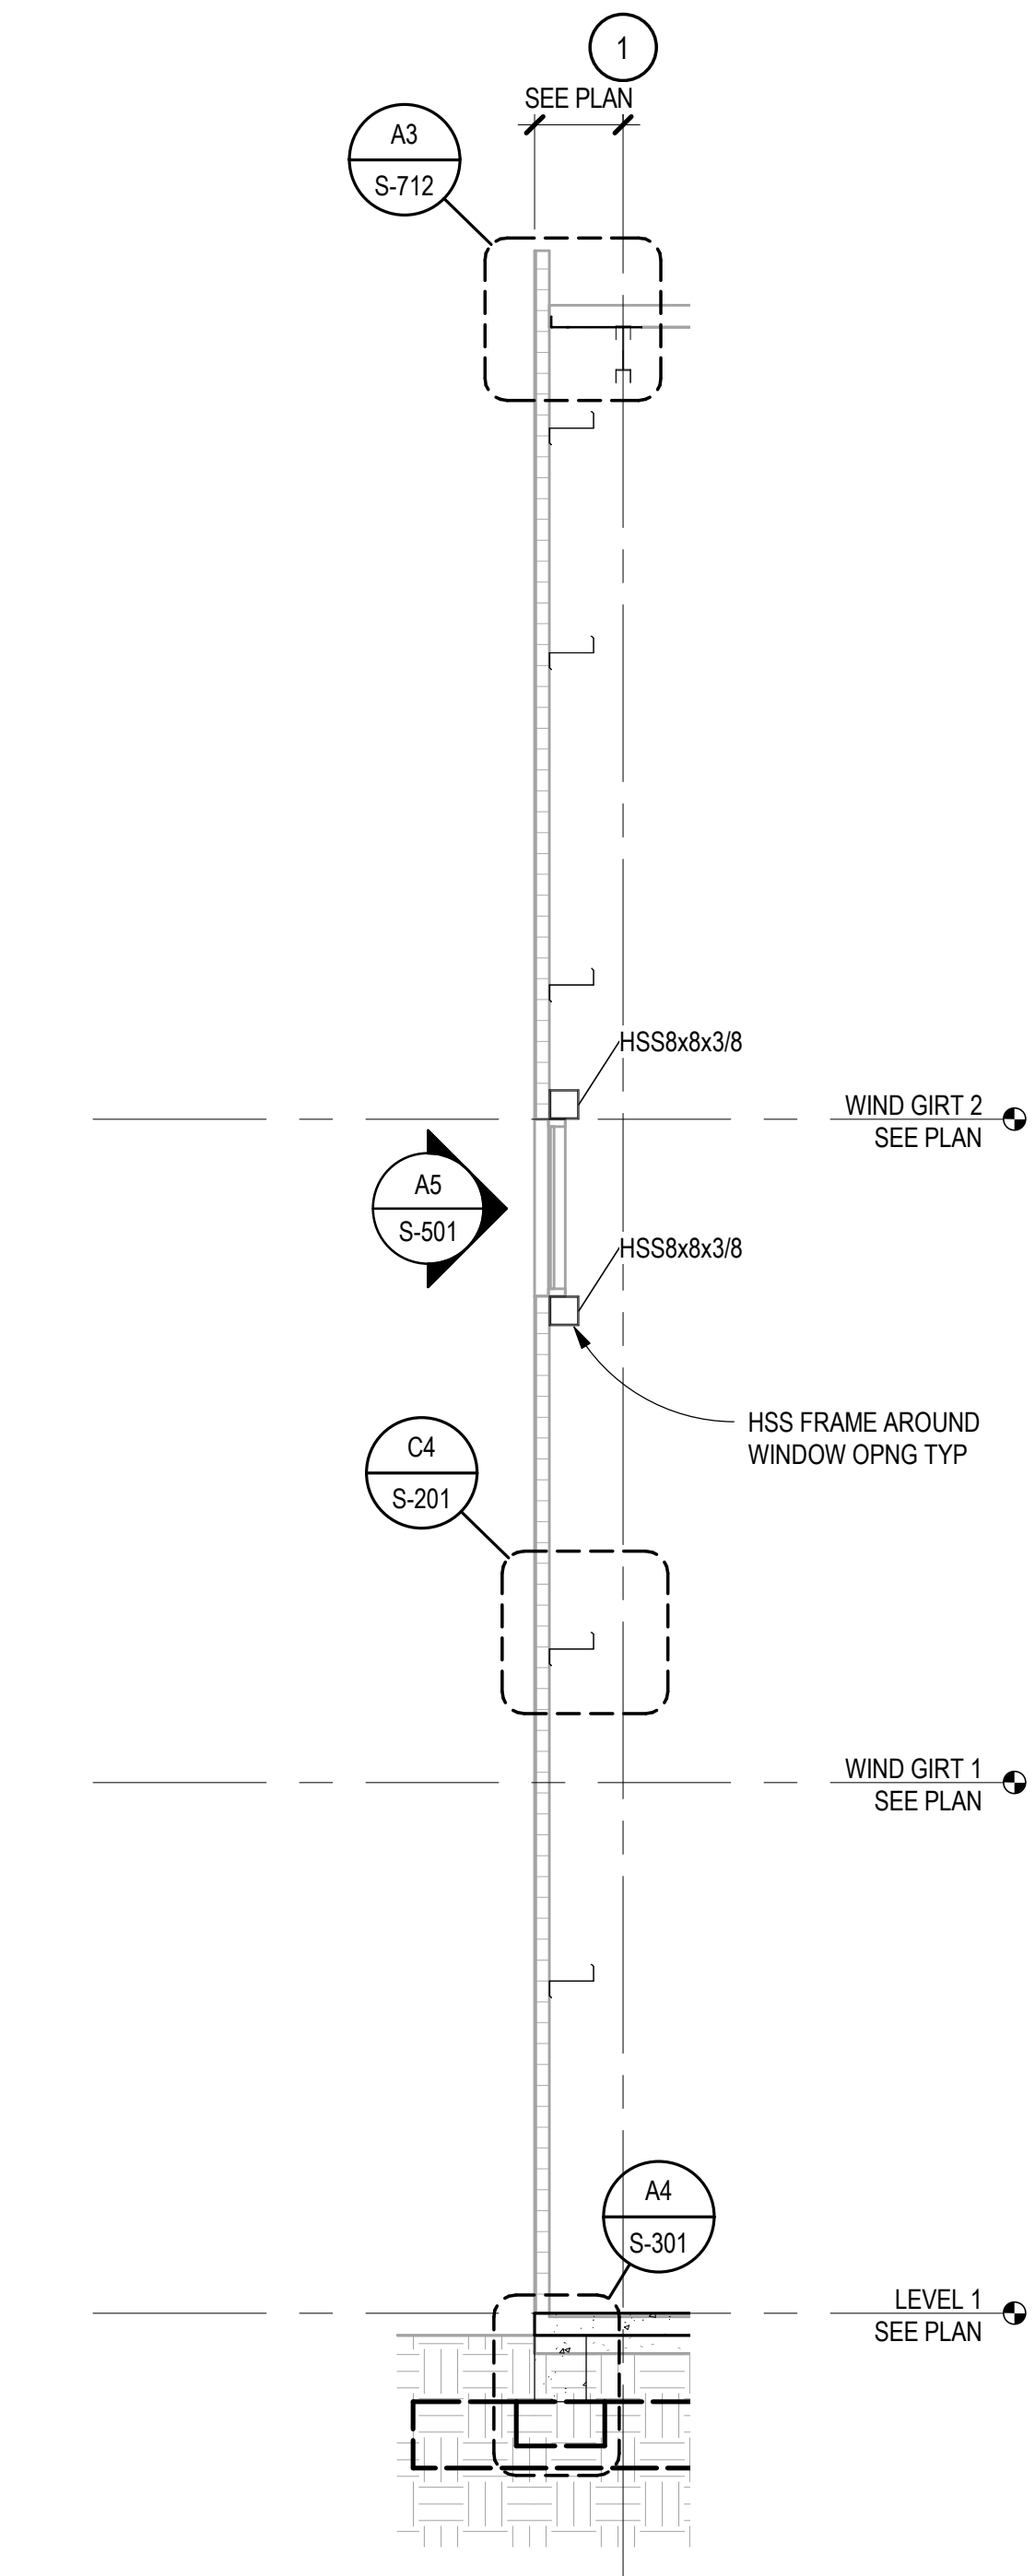 1
SEE PLAN
A3
S-712
HSS8x8x3/8
WIND GIRT 2
SEE PLAN
A5
S-501
HSS8x8x3/8
HSS FRAME AROUND
WINDOW OPNG TYP
C4
S-201
WIND GIRT 1
SEE PLAN
A4
S-301
LEVEL 1
SEE PLAN